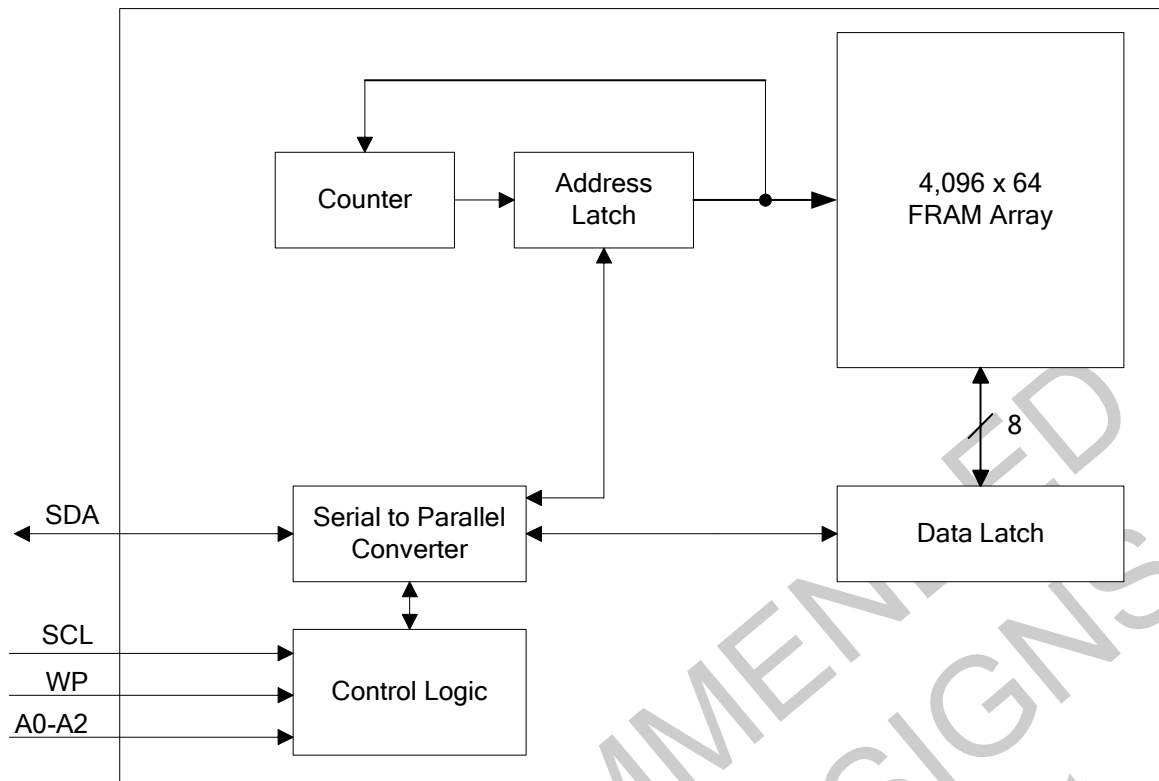 Counter
Address
Latch
4,096 x 64
FRAM Array
8
SDA
Serial to Parallel
Converter
Data Latch
SCL
WP
A0-A2
Control Logic